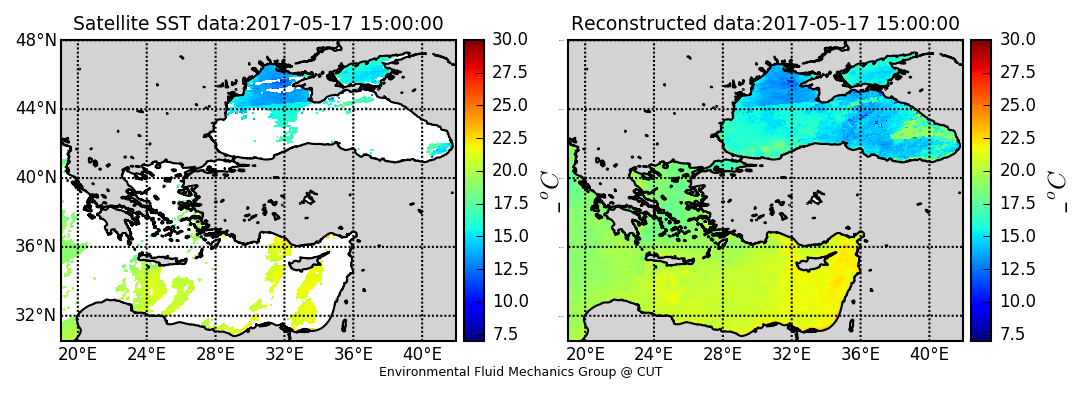 Satellite SST data:2017-05-17 15:00:00
48°N
44°N
40°N
36°N
32°N
20°E 24°E 28°E 32°E 36°E 40°E
30.0
27.5
25.0
22.5
20.0
17.5
15.0
12.5
10.0
7.5
_°C
Reconstructed data:2017-05-17 15:00:00
20°E 24°E 28°E 32°E 36°E 40°E
30.0
27.5
25.0
22.5
20.0
17.5
15.0
12.5
10.0
7.5
_°C
Environmental Fluid Mechanics Group @ CUT